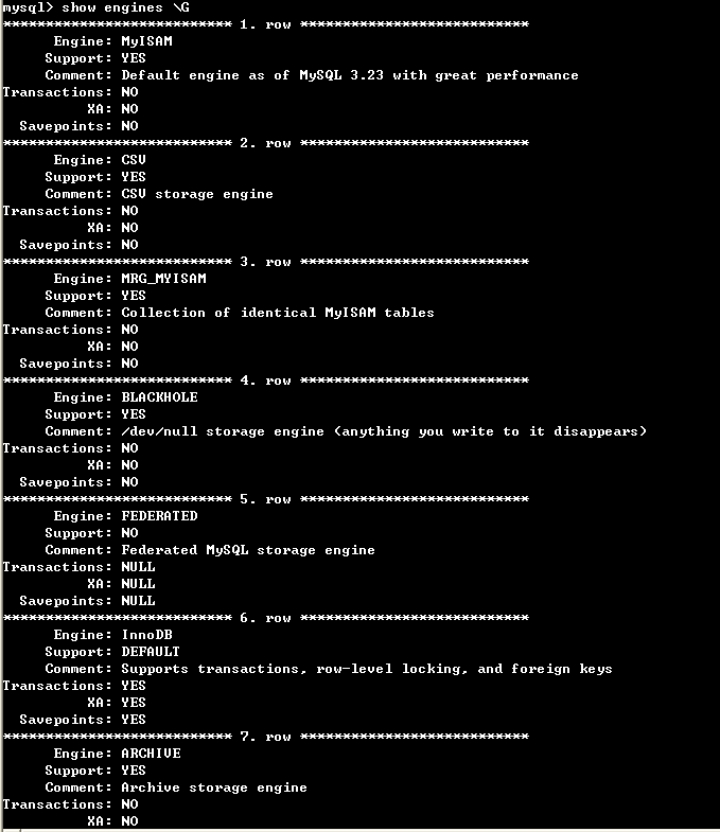 mysql> show engines \G
*************************** 1. row ***************************
Engine: MyISAM
Support: YES
Comment: Default engine as of MySQL 3.23 with great performance
Transactions: NO
XA: NO
Savepoints: NO
*************************** 2. row ***************************
Engine: CSV
Support: YES
Comment: CSV storage engine
Transactions: NO
XA: NO
Savepoints: NO
*************************** 3. row ***************************
Engine: MRG_MYISAM
Support: YES
Comment: Collection of identical MyISAM tables
Transactions: NO
XA: NO
Savepoints: NO
*************************** 4. row ***************************
Engine: BLACKHOLE
Support: YES
Comment: /dev/null storage engine (anything you write to it disappears)
Transactions: NO
XA: NO
Savepoints: NO
*************************** 5. row ***************************
Engine: FEDERATED
Support: NO
Comment: Federated MySQL storage engine
Transactions: NULL
XA: NULL
Savepoints: NULL
*************************** 6. row ***************************
Engine: InnoDB
Support: DEFAULT
Comment: Supports transactions, row-level locking, and foreign keys
Transactions: YES
XA: YES
Savepoints: YES
*************************** 7. row ***************************
Engine: ARCHIVE
Support: YES
Comment: Archive storage engine
Transactions: NO
XA: NO